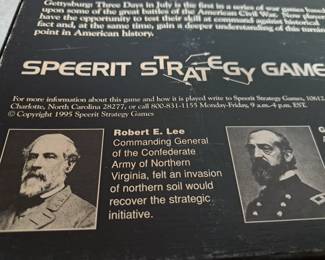 Gettysburg: Three Days in July is the first in a series of war games based
upon some of the great battles of the American Civil War. Now players
have the opportunity to test their skill at command against historical
fact and, at the same time, gain a deeper understanding of this turning
point in American history.
SPEERIT STRATEGY GAME
For more information about this game and how it is played write to Speerit Strategy Games, 10612
Charlotte, North Carolina 28277, or call 800-831-1155 Monday-Friday, 9 a.m.-4 p.m. EST.
© Copyright 1995 Speerit Strategy Games
Robert E. Lee
Commanding General
of the Confederate
Army of Northern
Virginia, felt an invasion
of northern soil would
recover the strategic
initiative.